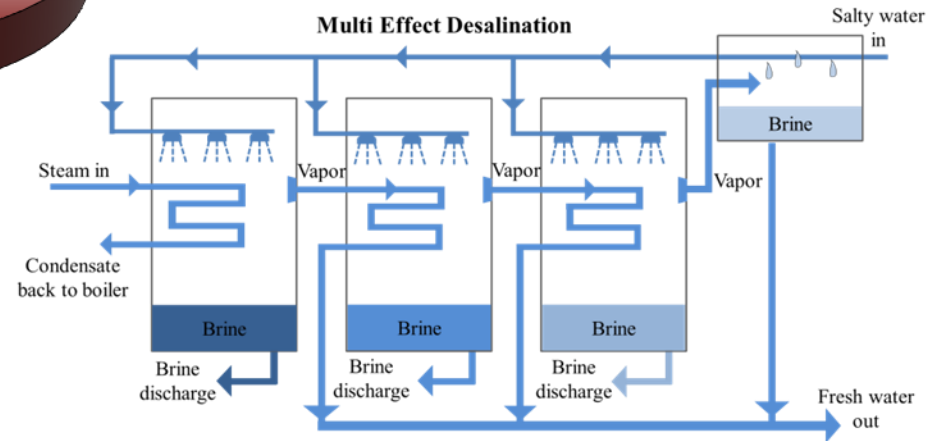 Multi Effect Desalination
Salty water
in
Brine
Steam in
Vapor
Vapor
Vapor
Condensate
back to boiler
Brine
Brine
Brine
Brine
discharge
Brine
discharge
Brine
discharge
Fresh water
out